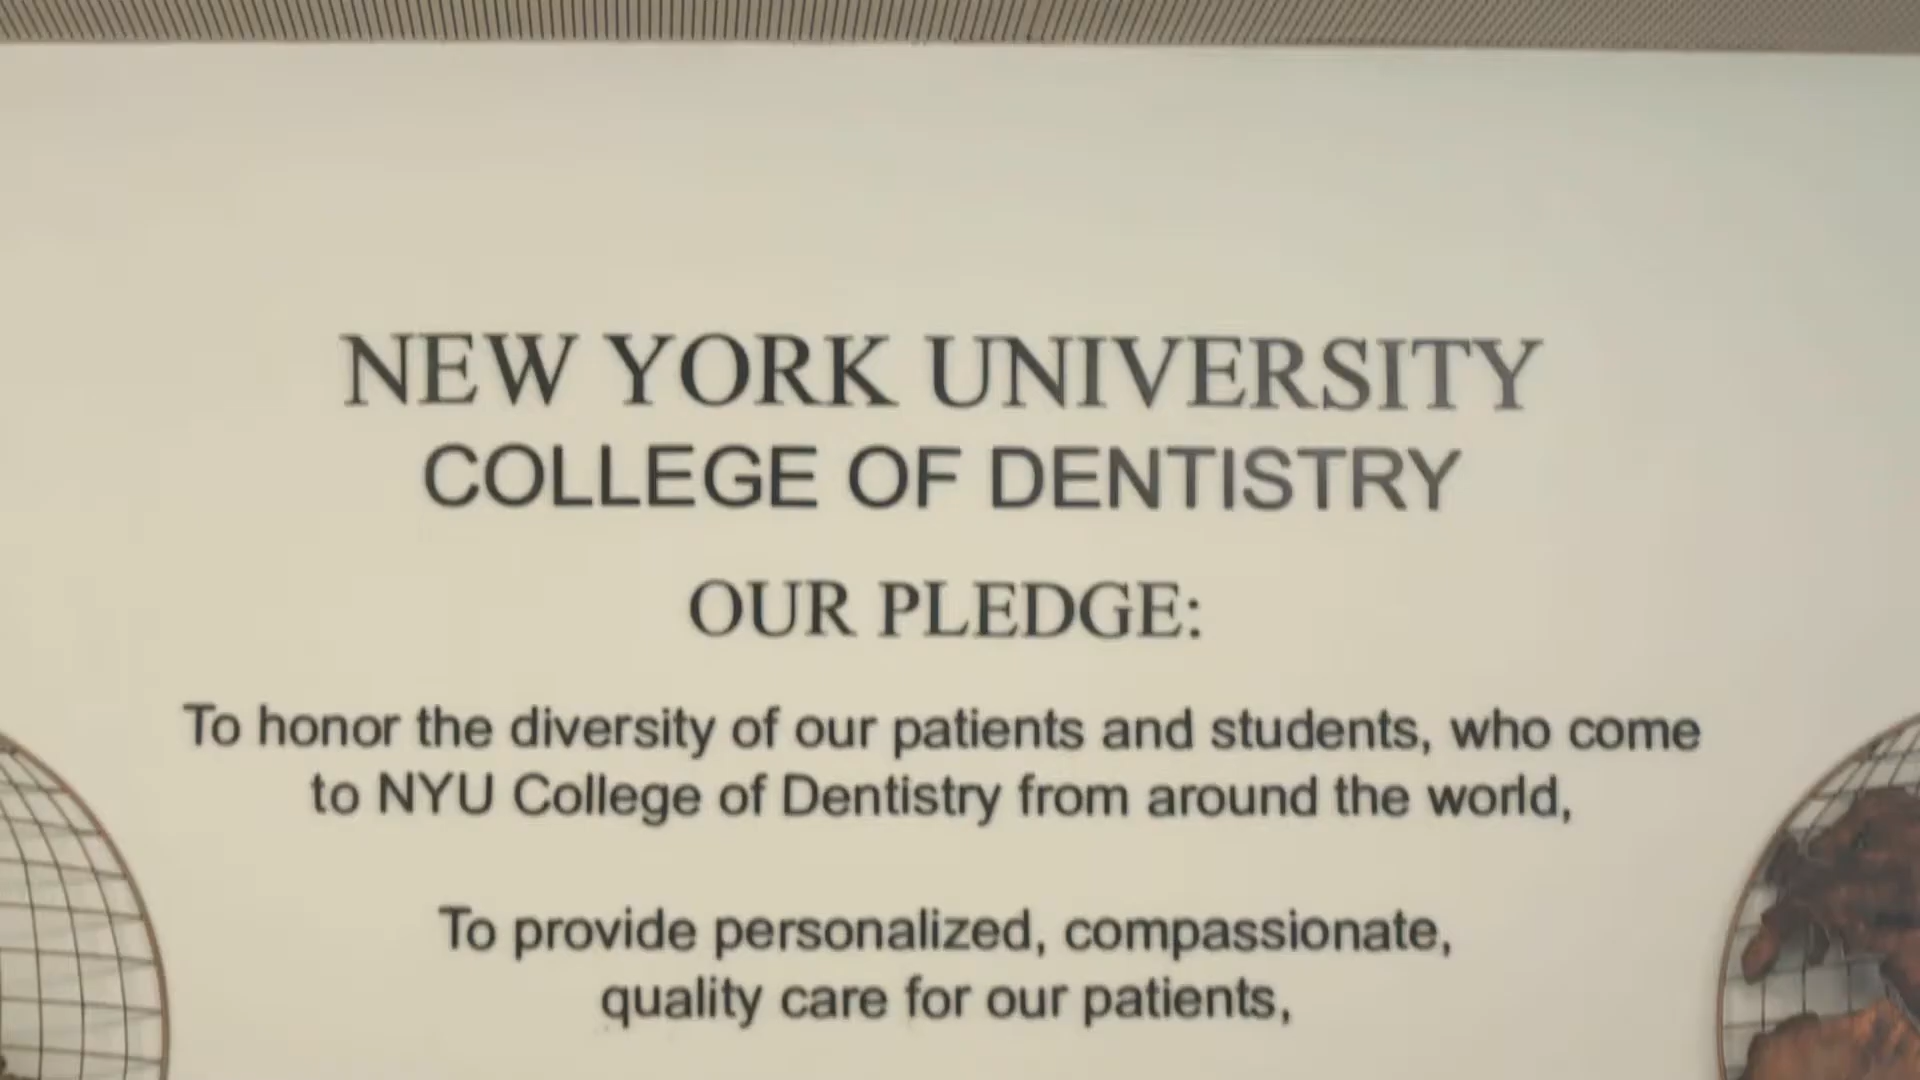 NEW YORK UNIVERSITY
COLLEGE OF DENTISTRY
OUR PLEDGE:
To honor the diversity of our patients and students, who come
to NYU College of Dentistry from around the world,
To provide personalized, compassionate,
quality care for our patients,